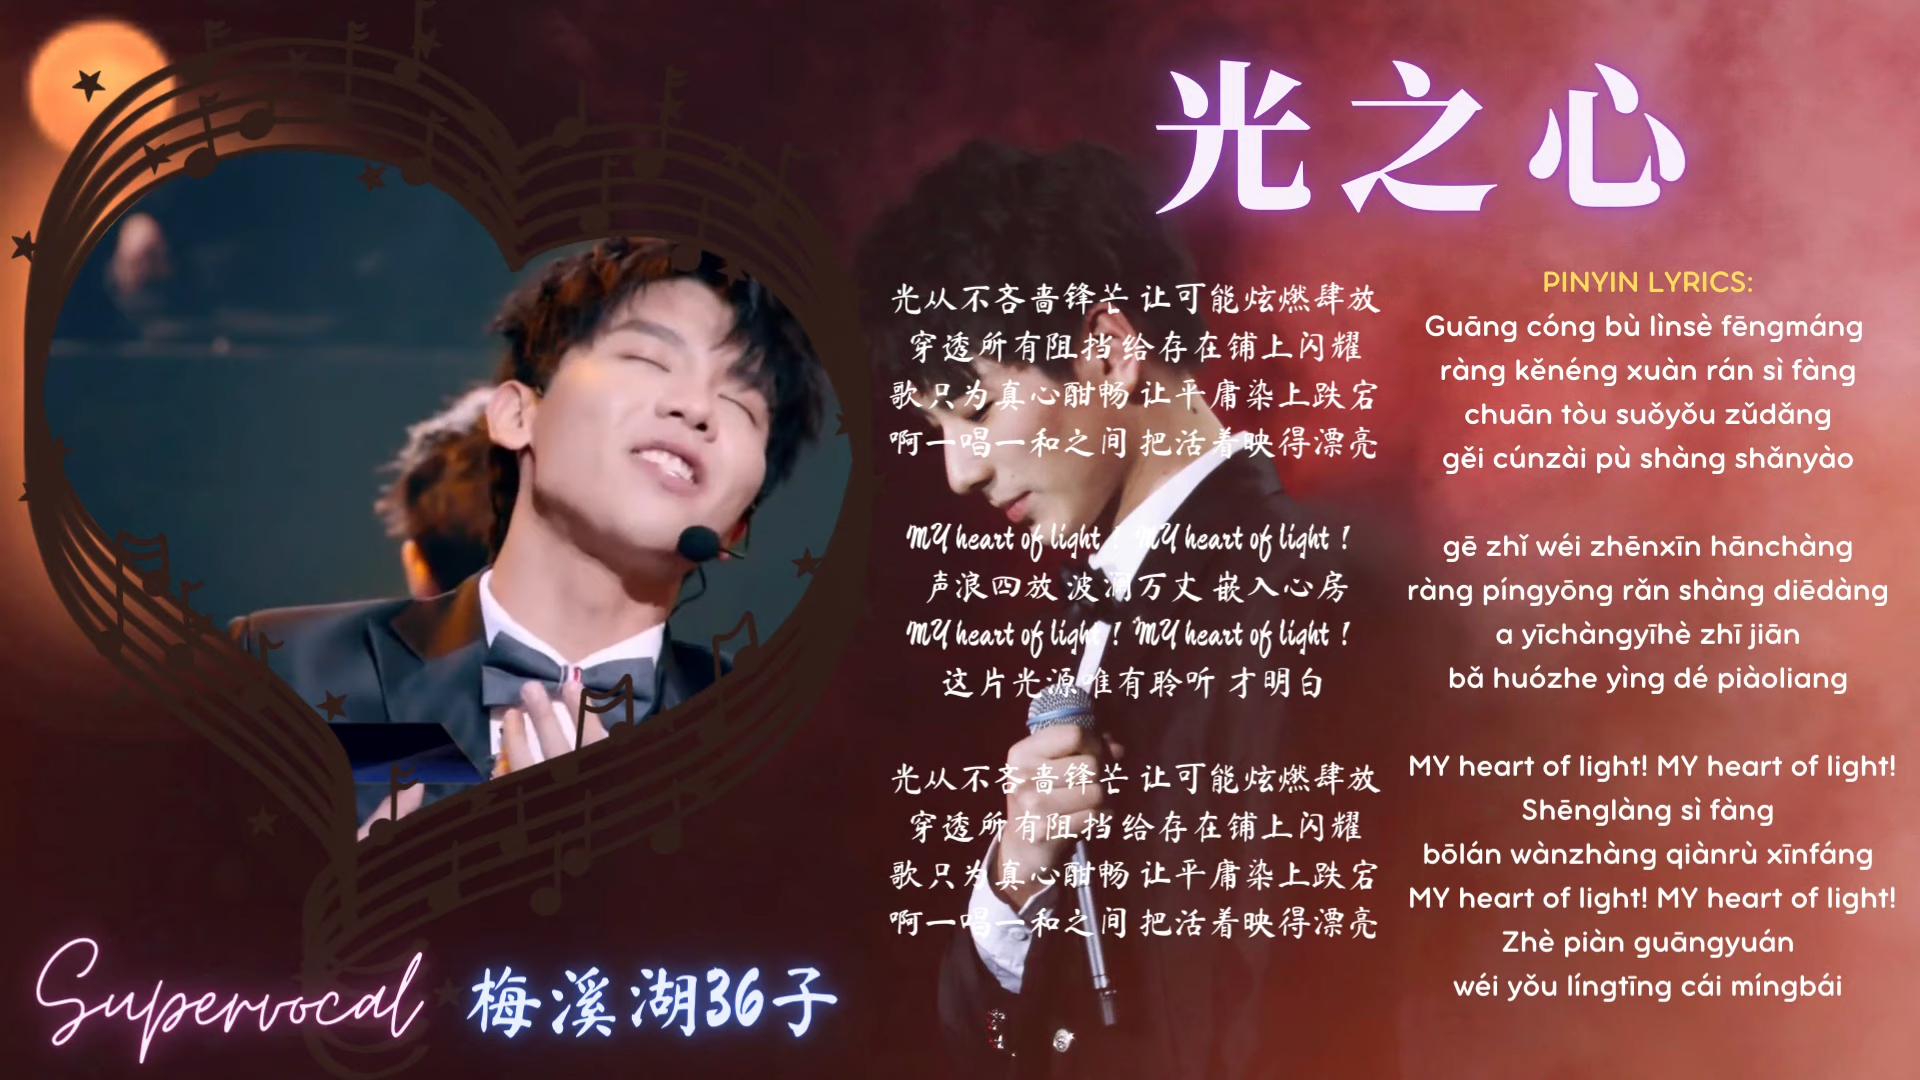 光之心
光从不吝啬锋芒 让可能炫燃肆放
穿透所有阻挡 给存在铺上闪耀
歌只为真心酣畅 让平庸染上跌宕
啊一唱一和之间 把活着映得漂亮
MY heart of light！ MY heart of light！
声浪四放 波澜万丈 嵌入心房
MY heart of light！ MY heart of light！
这片光源唯有聆听 才明白
光从不吝啬锋芒 让可能炫燃肆放
穿透所有阻挡 给存在铺上闪耀
歌只为真心酣畅 让平庸染上跌宕
啊一唱一和之间 把活着映得漂亮
PINYIN LYRICS:
Guāng cóng bù lìnsè fēngmáng
ràng kěnéng xuàn rán sì fàng
chuān tòu suǒyǒu zǔdǎng
gěi cúnzài pù shàng shǎnyào
gē zhǐ wéi zhēnxīn hānchàng
ràng píngyōng rǎn shàng diēdàng
a yīchàngyīhè zhī jiān
bǎ huózhe yìng dé piàoliang
MY heart of light! MY heart of light!
Shēnglàng sì fàng
bōlán wànzhàng qiànrù xīnfáng
MY heart of light! MY heart of light!
Zhè piàn guāngyuán
wéi yǒu língtīng cái míngbái
Supervocal 梅溪湖36子